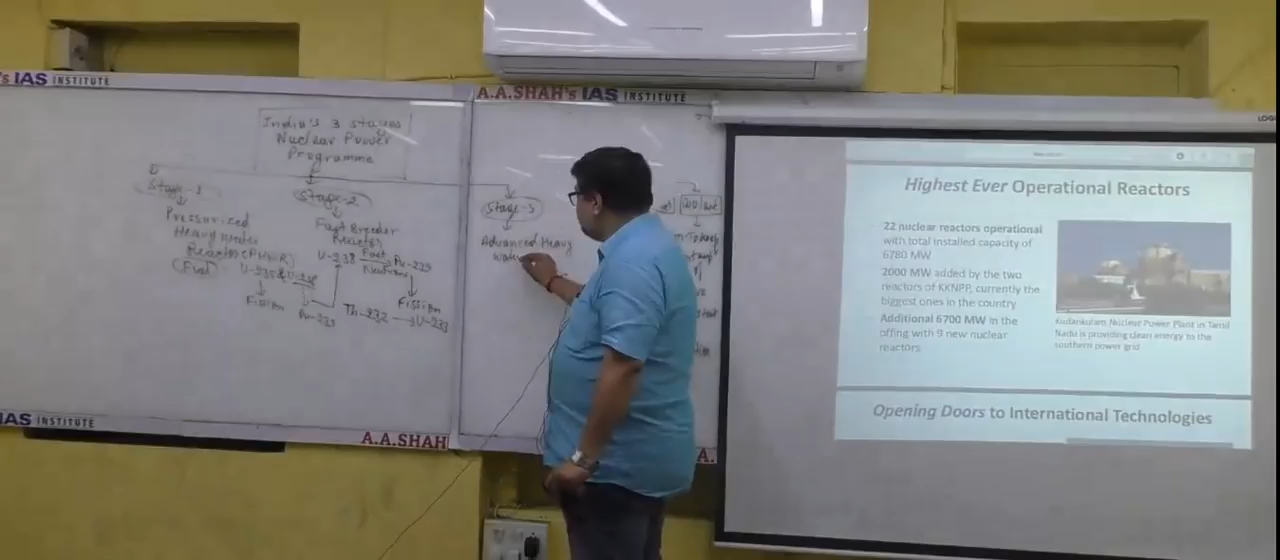 IAS INSTITUTE
A.A.SHAH's IAS INSTITUTE
India's 3 stages
Nuclear Power
Programme
Stage-1
Pressurized
Heavy Water
Reactor (PHWR)
(Fuel) U-235 & U-238
Fission
Pu-239
Stage-2
Fast Breeder
Reactor
U-238 Fast Neutrons Pu-239
Fission
Th-232 U-233
Stage-3
Advanced Heavy
Water
Highest Ever Operational Reactors
22 nuclear reactors operational
with total installed capacity of
6780 MW
2000 MW added by the two
reactors of KKNPP, currently the
biggest ones in the country
Additional 6700 MW in the
offing with 9 new nuclear
reactors
Kudankulam Nuclear Power Plant in Tamil
Nadu is providing clean energy to the
southern power grid
Opening Doors to International Technologies
IAS INSTITUTE
A.A.SHAH
A.